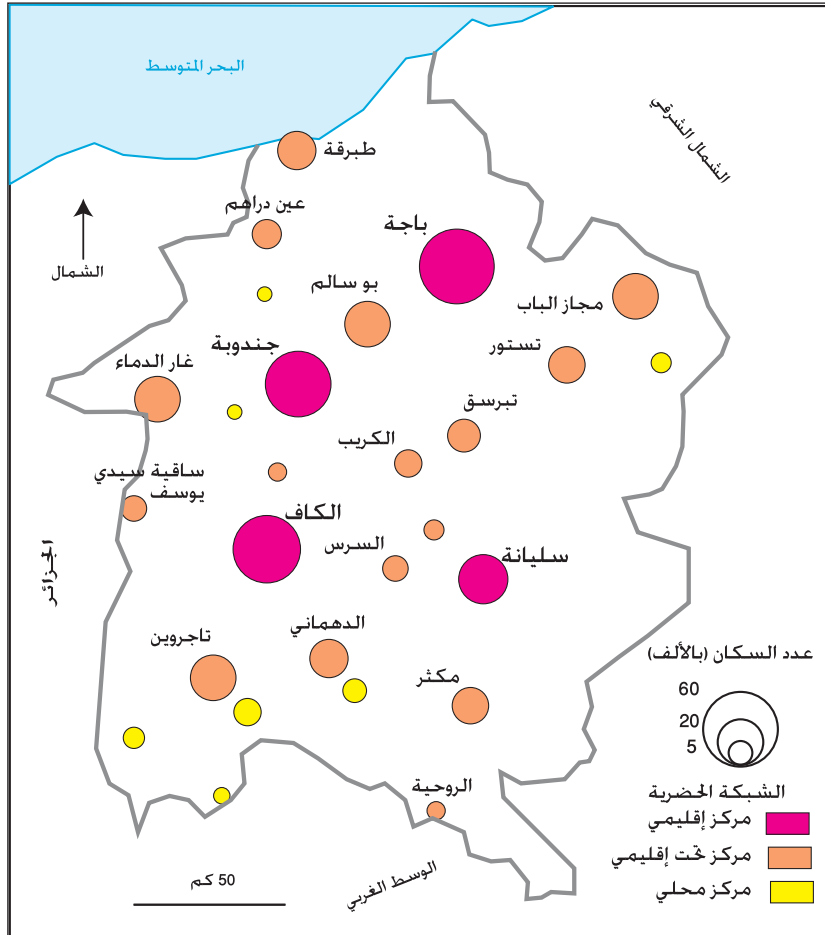 البحر المتوسط
الشمال الشرقي
طبرقة
عين دراهم
باجة
الشمال
بو سالم
مجاز الباب
جندوبة
تستور
غار الدماء
تبرسق
الكريب
ساقية سيدي
يوسف
الكاف
السرس
سليانة
الجزائر
الدهماني
تاجروين
مكثر
عدد السكان (بالألف)
60
20
5
الروحية
الشبكة الحضرية
مركز إقليمي
مركز تحت إقليمي
مركز محلي
الوسط الغربي
50 كم